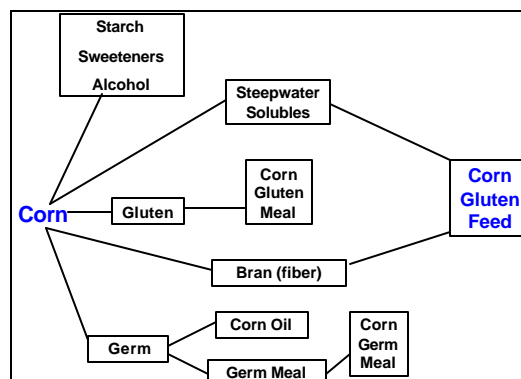 Starch
Sweeteners
Alcohol
Steepwater
Solubles
Corn
Gluten
Feed
Corn
Gluten
Meal
Corn
Gluten
Bran (fiber)
Corn Oil
Corn
Germ
Meal
Germ
Germ Meal